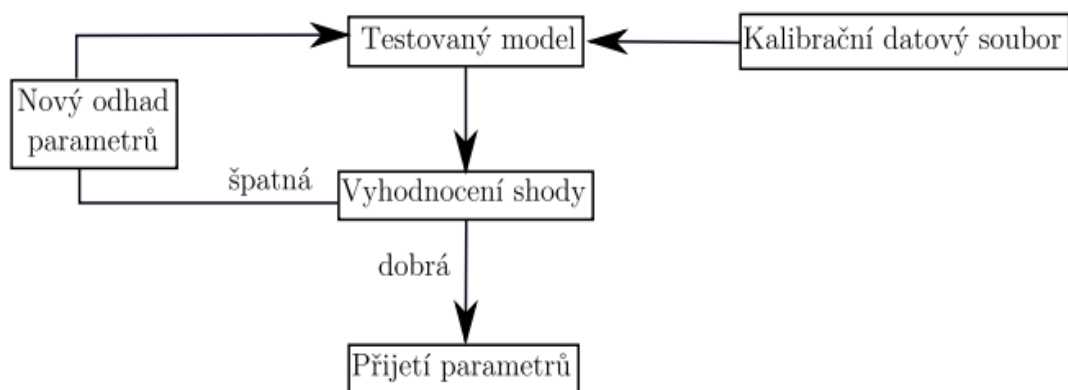 Testovaný model
Kalibrační datový soubor
Nový odhad
parametrů
špatná
Vyhodnocení shody
dobrá
Přijetí parametrů